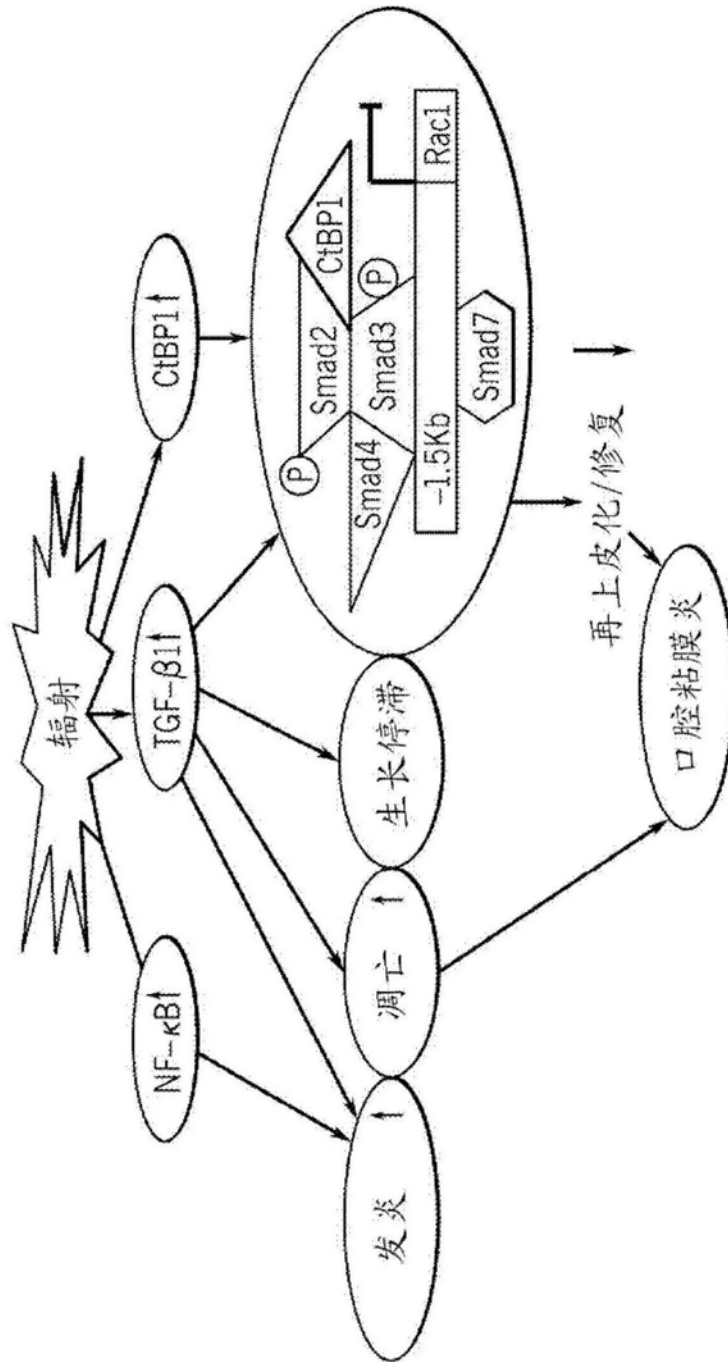 辐射
NF-κB↑
TGF-β1↑
CtBP1↑
发炎 ↑
凋亡 ↑
生长停滞
P
Smad2
CtBP1
Smad4
Smad3
P
-1.5Kb
Rac1
Smad7
再上皮化/修复 ↓
口腔粘膜炎